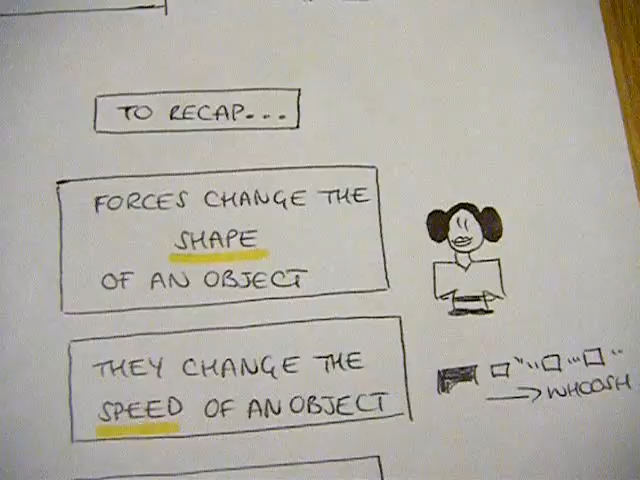 TO RECAP...
FORCES CHANGE THE
SHAPE
OF AN OBJECT
THEY CHANGE THE
SPEED OF AN OBJECT
WHOOSH